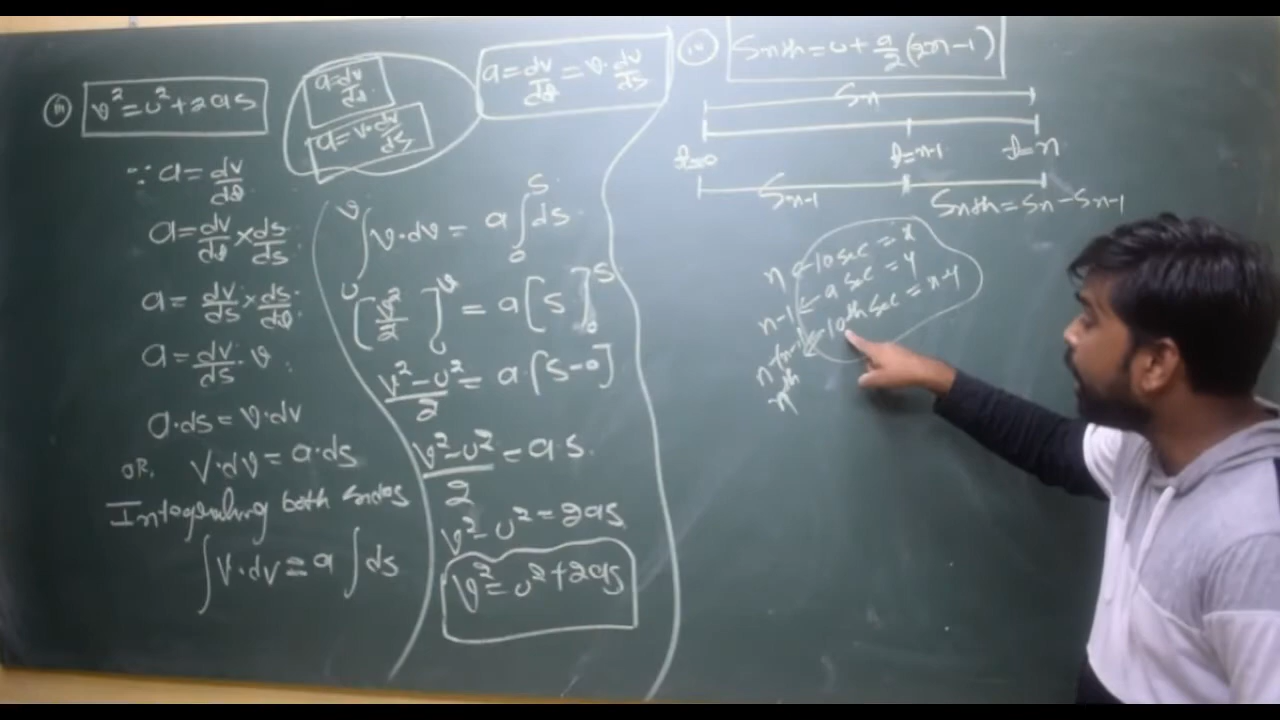 (iii) v² = u² + 2as
∵ a = dv/dt
a = dv/dt × ds/ds
a = dv/ds × ds/dt
a = dv/ds · v
a·ds = v·dv
OR, v·dv = a·ds
Integrating both sides
∫v·dv = a∫ds
a = dv/dt
a = v·dv/ds
a = dv/dt = v·dv/ds
∫ᵤᵛ v·dv = a ∫₀ˢ ds
[v²/2]ᵤᵛ = a[s]₀ˢ
v²-u²/2 = a[s-0]
v²-u²/2 = as
v²-u² = 2as
v² = u² + 2as
Snth = u + a/2 (2n-1)
Sn
t=0 t=n-1 t=n
Sn-1 Snth = Sn - Sn-1
n ← 10 sec = x
n-1 ← 9 sec = y
n-(n-1) ← 10th sec = x-y
nth